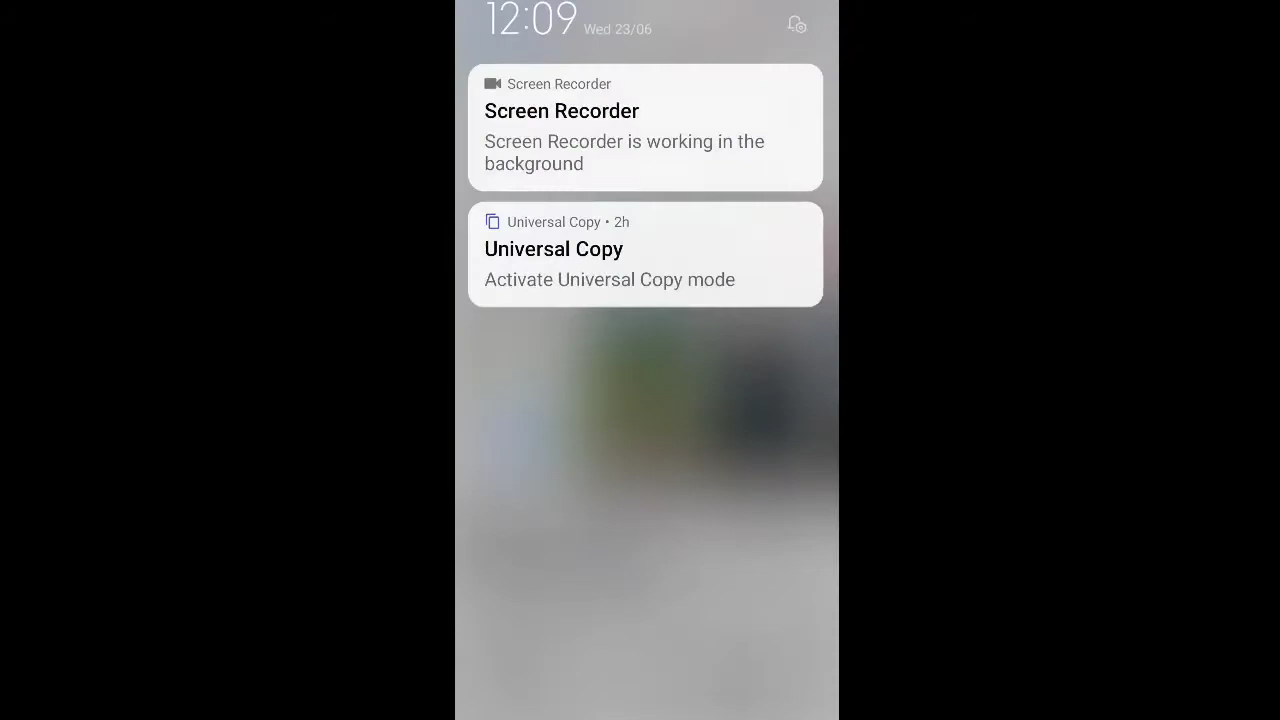 12:09 Wed 23/06
Screen Recorder
Screen Recorder
Screen Recorder is working in the
background
Universal Copy • 2h
Universal Copy
Activate Universal Copy mode